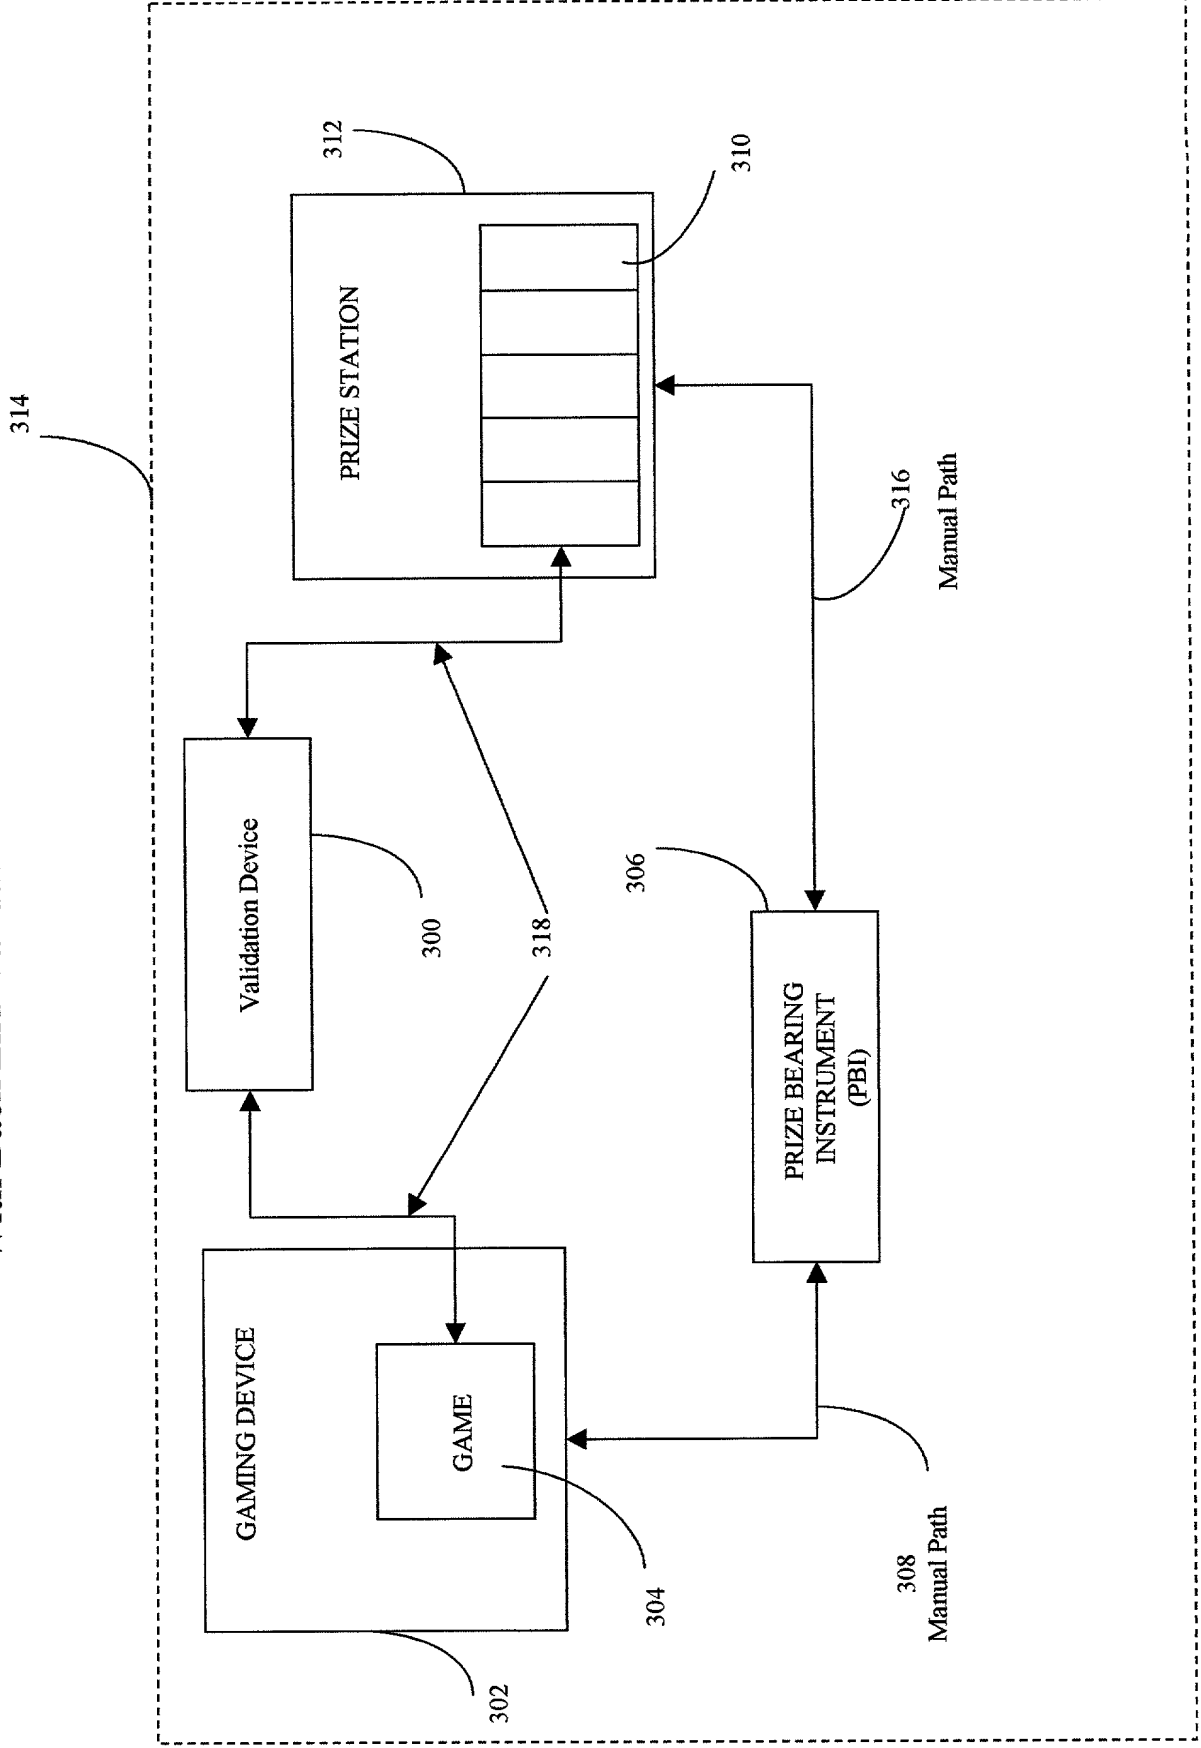 314
312
PRIZE STATION
310
Validation Device
300
318
316
Manual Path
306
PRIZE BEARING
INSTRUMENT
(PBI)
GAMING DEVICE
GAME
304
302
308
Manual Path